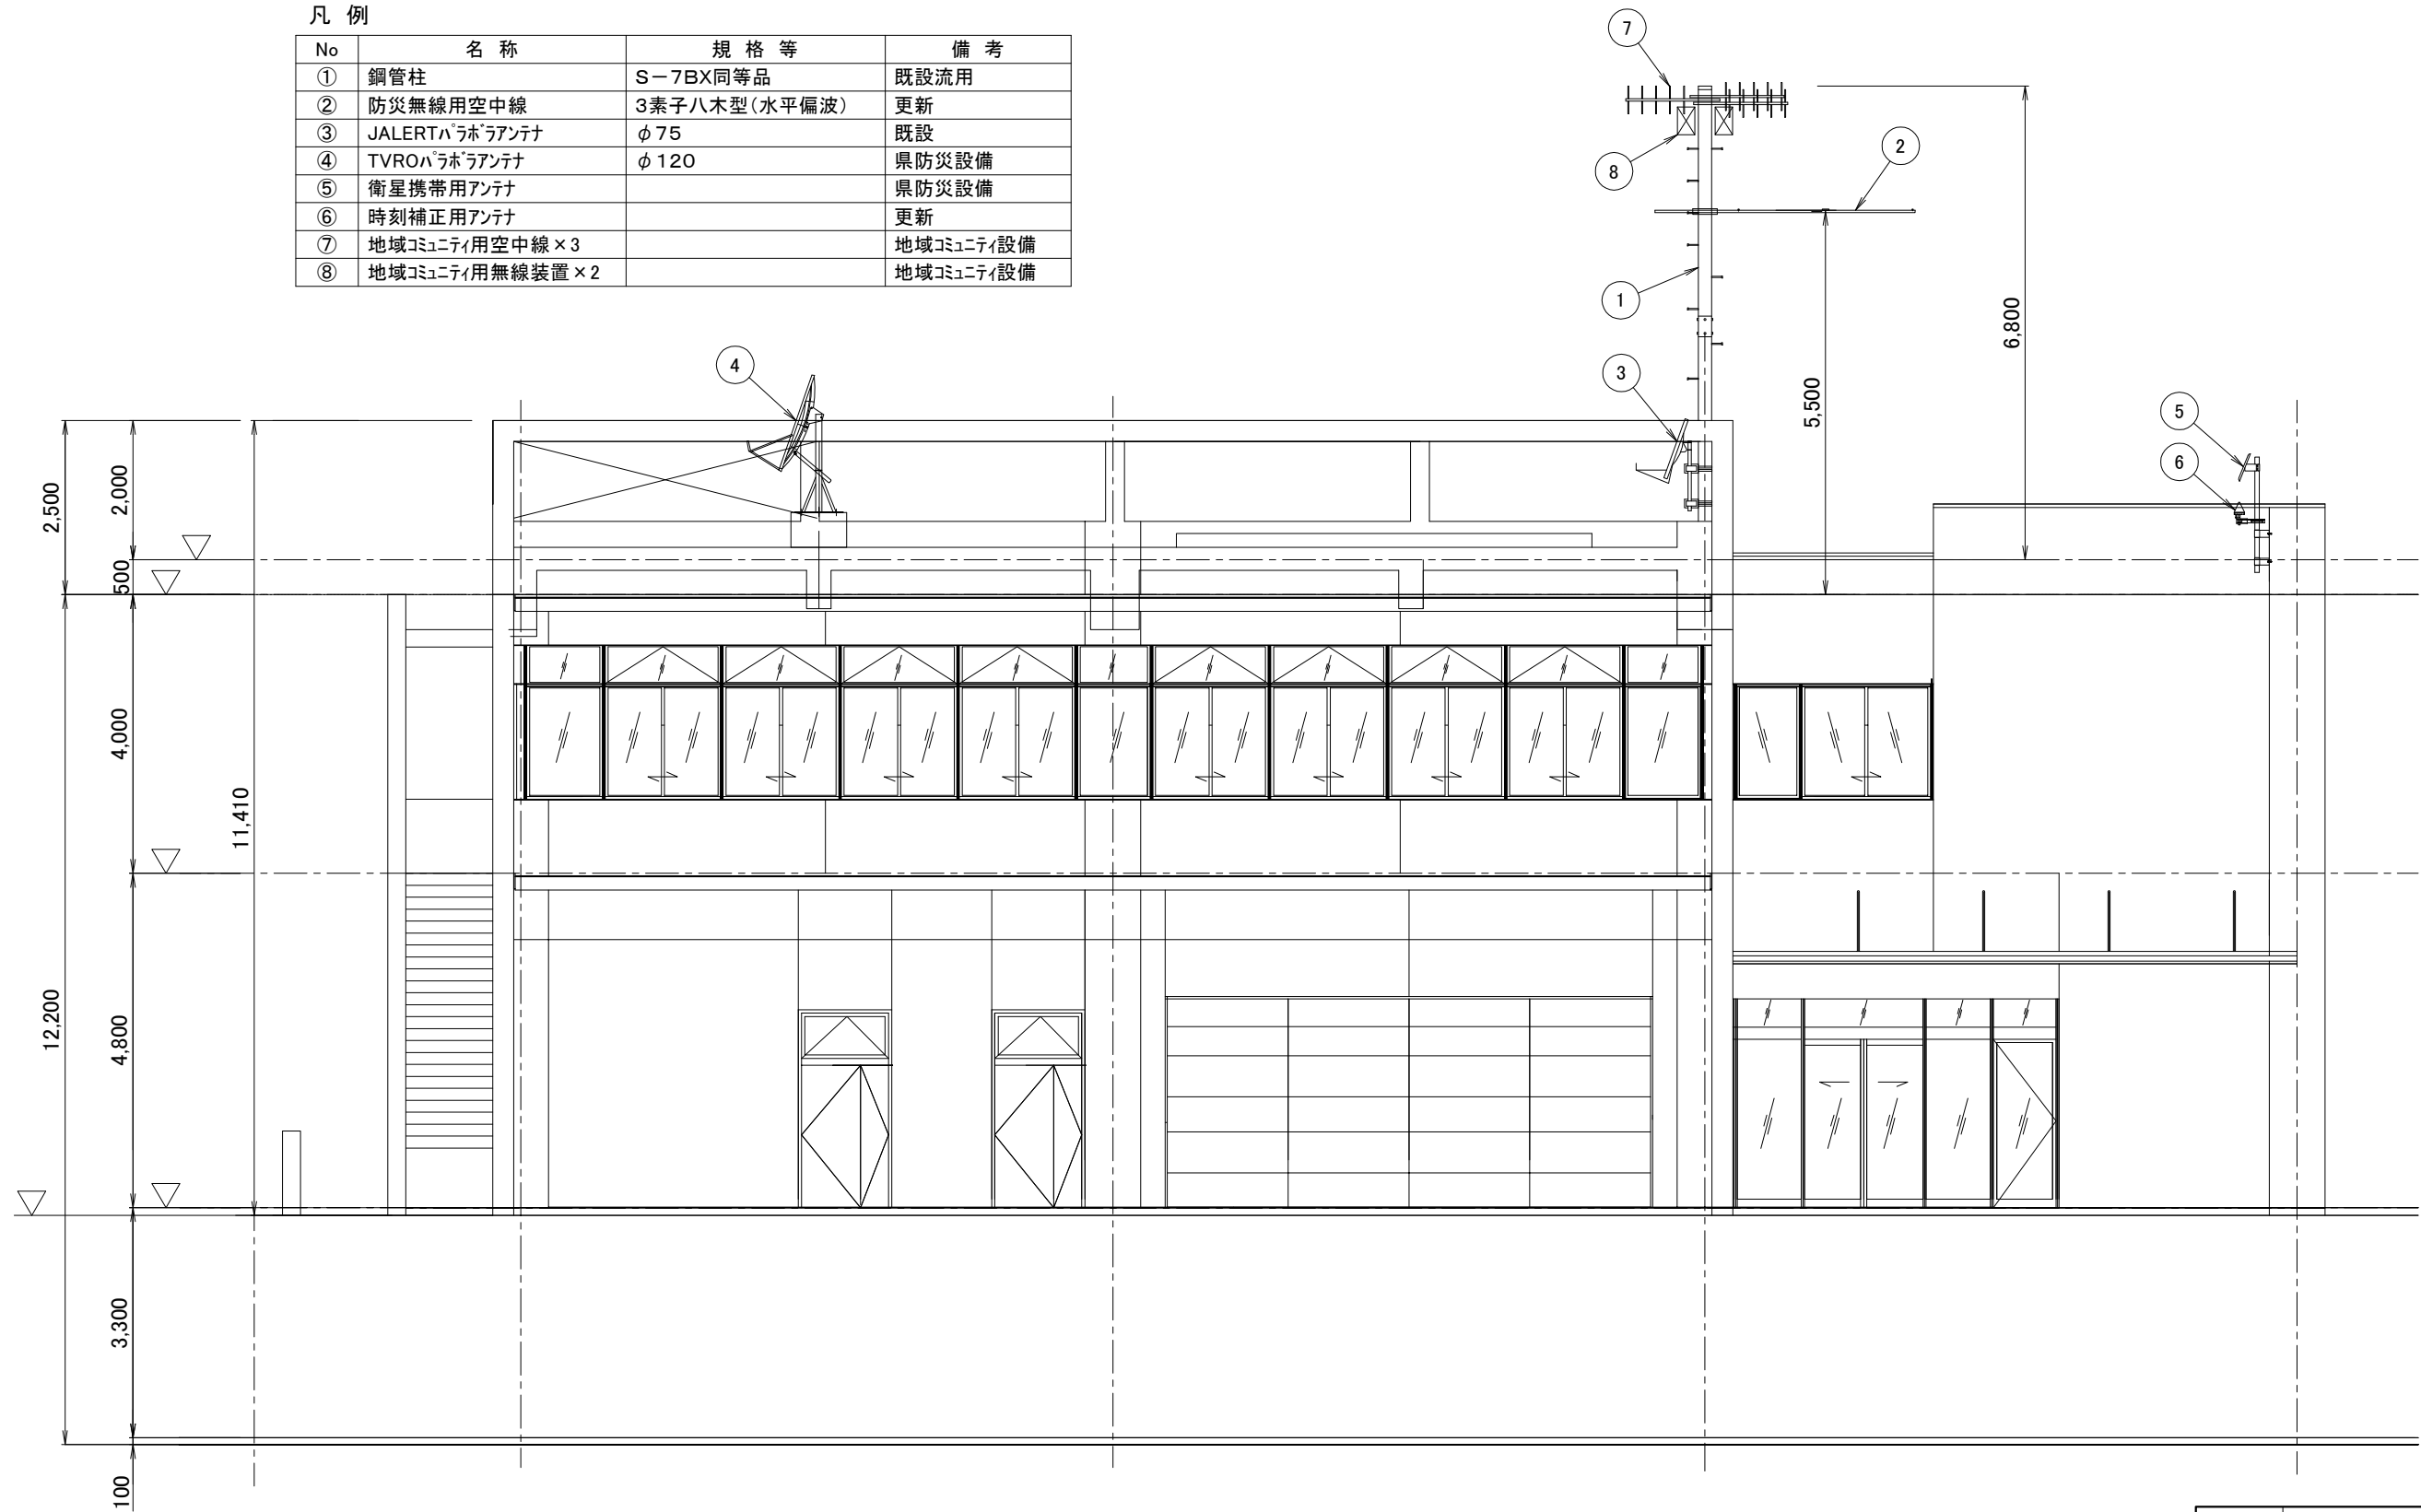 凡 例
No 名 称 規 格 等 備 考
① 鋼管柱 S－7BX同等品 既設流用
② 防災無線用空中線 3素子八木型(水平偏波) 更新
③ JALERTﾊﾟﾗﾎﾞﾗｱﾝﾃﾅ φ75 既設
④ TVROﾊﾟﾗﾎﾞﾗｱﾝﾃﾅ φ120 県防災設備
⑤ 衛星携帯用ｱﾝﾃﾅ 県防災設備
⑥ 時刻補正用ｱﾝﾃﾅ 更新
⑦ 地域ｺﾐｭﾆﾃｨ用空中線×3 地域ｺﾐｭﾆﾃｨ設備
⑧ 地域ｺﾐｭﾆﾃｨ用無線装置×2 地域ｺﾐｭﾆﾃｨ設備
7
8
2
1
6,800
5,500
4
3
5
6
2,500
2,000
500
4,000
11,410
12,200
4,800
3,300
100